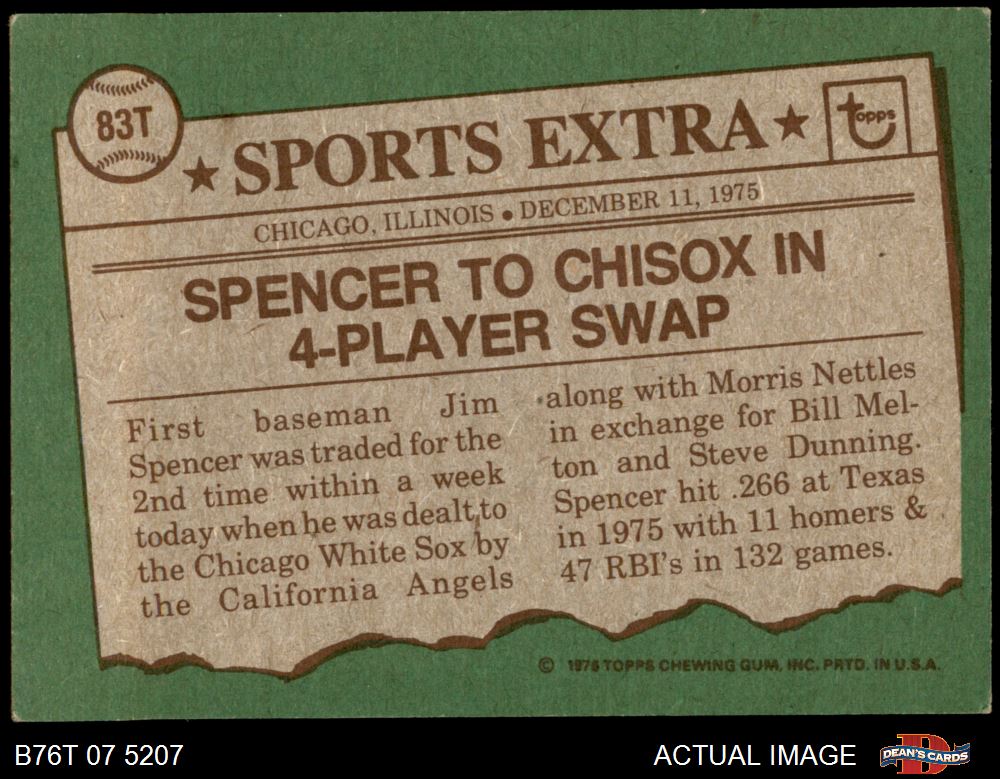 83T
★ SPORTS EXTRA ★
topps
CHICAGO, ILLINOIS • DECEMBER 11, 1975
SPENCER TO CHISOX IN
4-PLAYER SWAP
First baseman Jim
Spencer was traded for the
2nd time within a week
today when he was dealt to
the Chicago White Sox by
the California Angels
along with Morris Nettles
in exchange for Bill Mel-
ton and Steve Dunning.
Spencer hit .266 at Texas
in 1975 with 11 homers &
47 RBI's in 132 games.
© 1976 TOPPS CHEWING GUM, INC. PRTD. IN U.S.A.
B76T 07 5207
ACTUAL IMAGE
DEAN'S CARDS